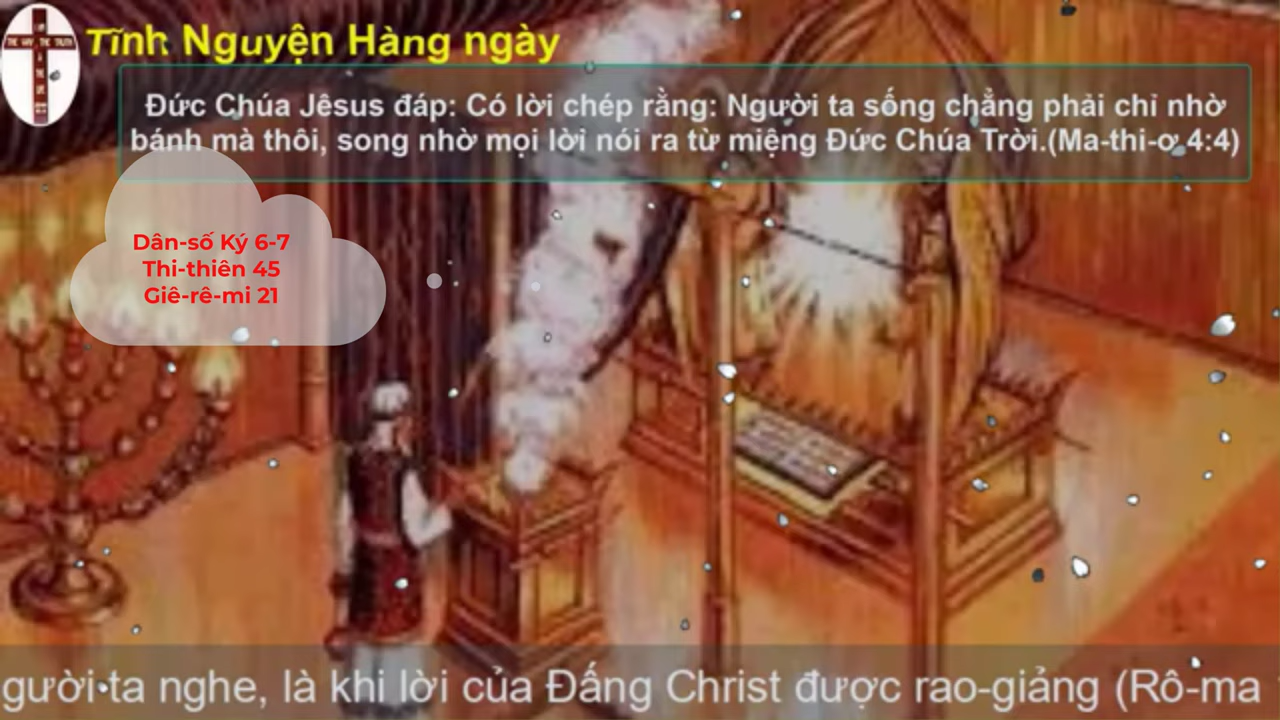 Tĩnh Nguyện Hàng ngày
Đức Chúa Jêsus đáp: Có lời chép rằng: Người ta sống chẳng phải chỉ nhờ
bánh mà thôi, song nhờ mọi lời nói ra từ miệng Đức Chúa Trời.(Ma-thi-ơ 4:4)
Dân-số Ký 6-7
Thi-thiên 45
Giê-rê-mi 21
gười ta nghe, là khi lời của Đấng Christ được rao-giảng (Rô-ma